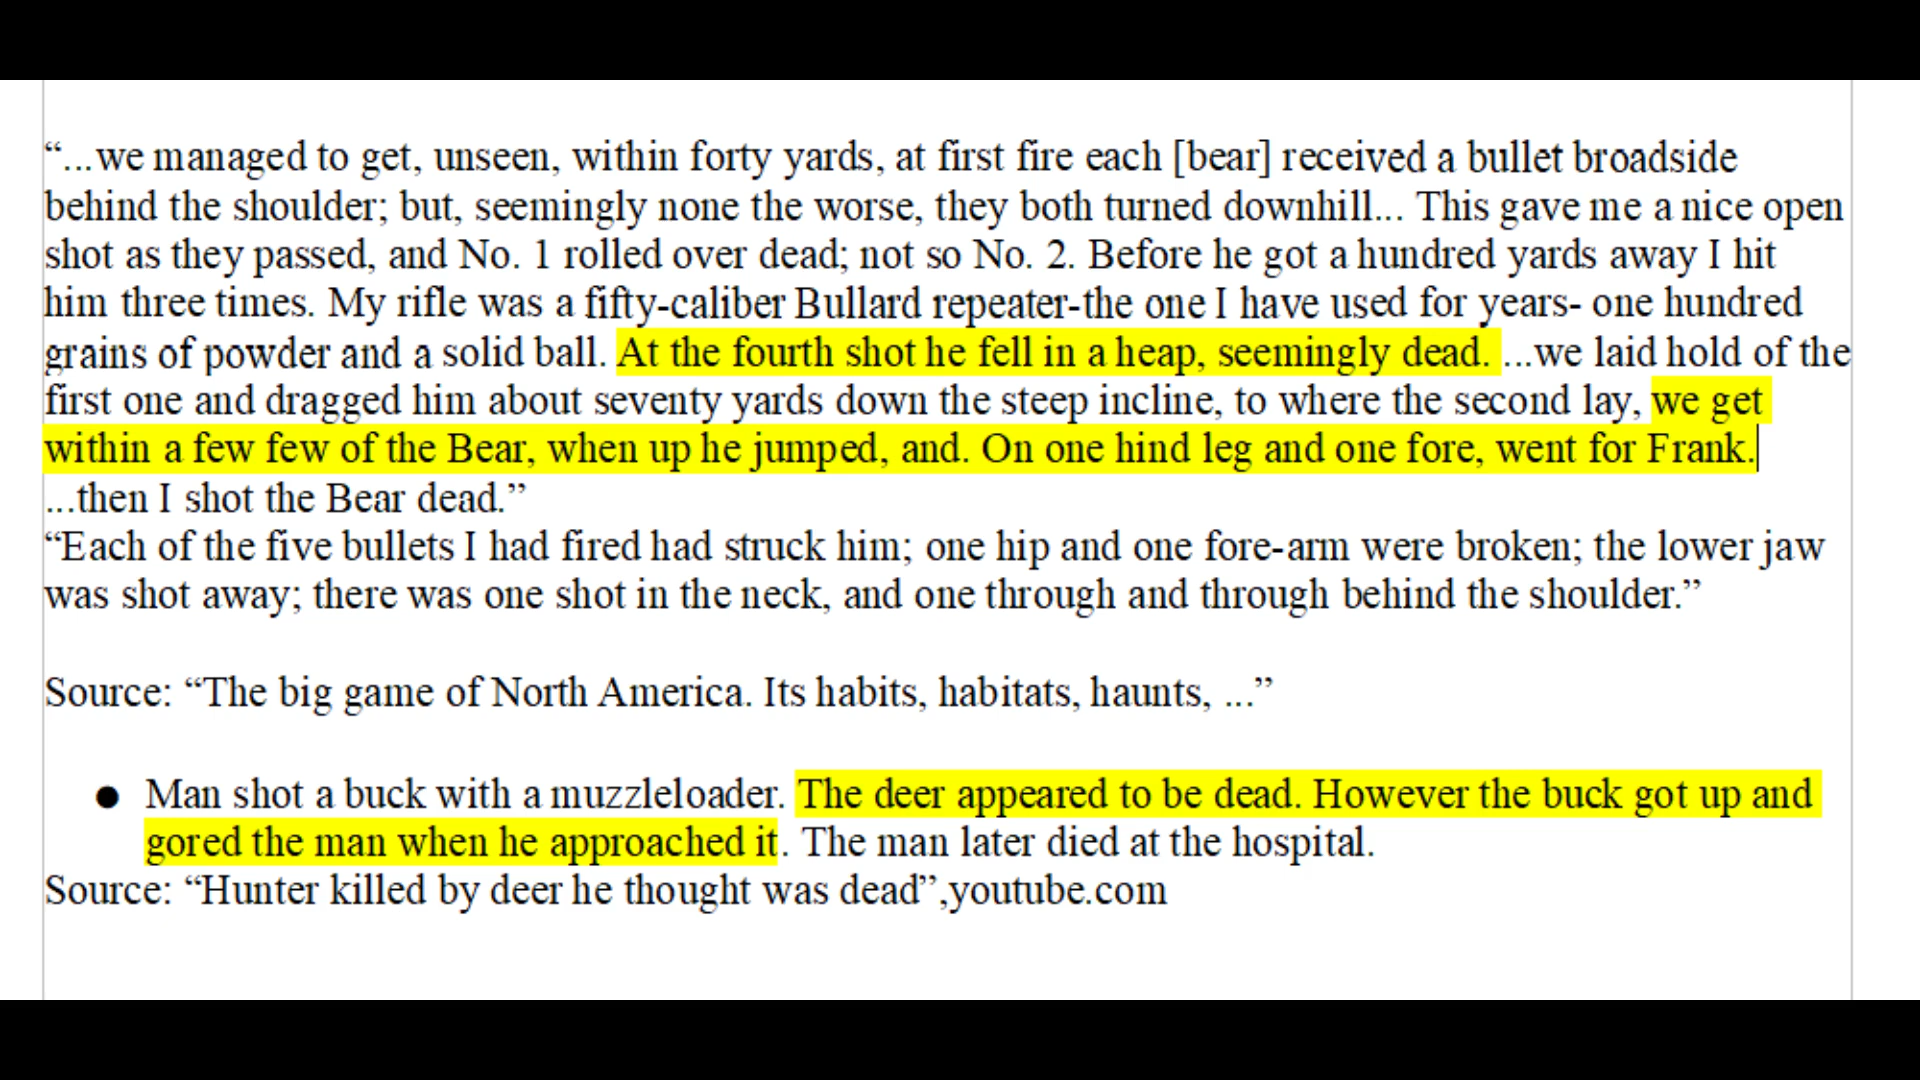 “...we managed to get, unseen, within forty yards, at first fire each [bear] received a bullet broadside
behind the shoulder; but, seemingly none the worse, they both turned downhill... This gave me a nice open
shot as they passed, and No. 1 rolled over dead; not so No. 2. Before he got a hundred yards away I hit
him three times. My rifle was a fifty-caliber Bullard repeater-the one I have used for years- one hundred
grains of powder and a solid ball. At the fourth shot he fell in a heap, seemingly dead. ...we laid hold of the
first one and dragged him about seventy yards down the steep incline, to where the second lay, we get
within a few few of the Bear, when up he jumped, and. On one hind leg and one fore, went for Frank.
...then I shot the Bear dead.”
“Each of the five bullets I had fired had struck him; one hip and one fore-arm were broken; the lower jaw
was shot away; there was one shot in the neck, and one through and through behind the shoulder.”
Source: “The big game of North America. Its habits, habitats, haunts, ...”
● Man shot a buck with a muzzleloader. The deer appeared to be dead. However the buck got up and
gored the man when he approached it. The man later died at the hospital.
Source: “Hunter killed by deer he thought was dead”,youtube.com